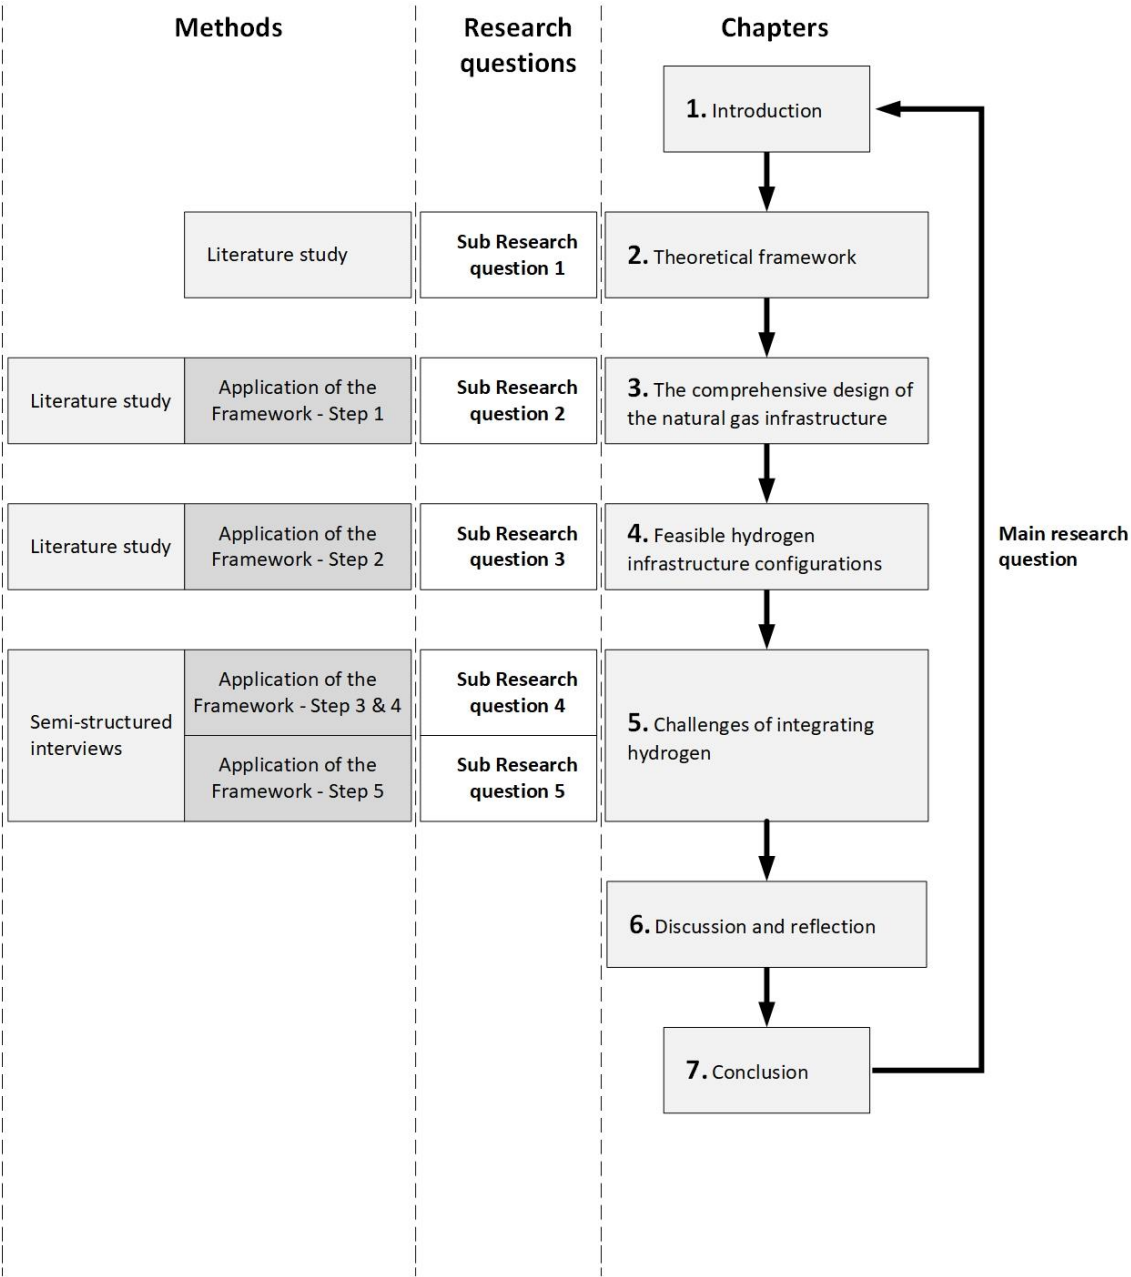 Methods
Research
questions
Chapters
1. Introduction
Literature study
Sub Research
question 1
2. Theoretical framework
Literature study
Application of the
Framework - Step 1
Sub Research
question 2
3. The comprehensive design of
the natural gas infrastructure
Literature study
Application of the
Framework - Step 2
Sub Research
question 3
4. Feasible hydrogen
infrastructure configurations
Main research
question
Semi-structured
interviews
Application of the
Framework - Step 3 & 4
Sub Research
question 4
Application of the
Framework - Step 5
Sub Research
question 5
5. Challenges of integrating
hydrogen
6. Discussion and reflection
7. Conclusion